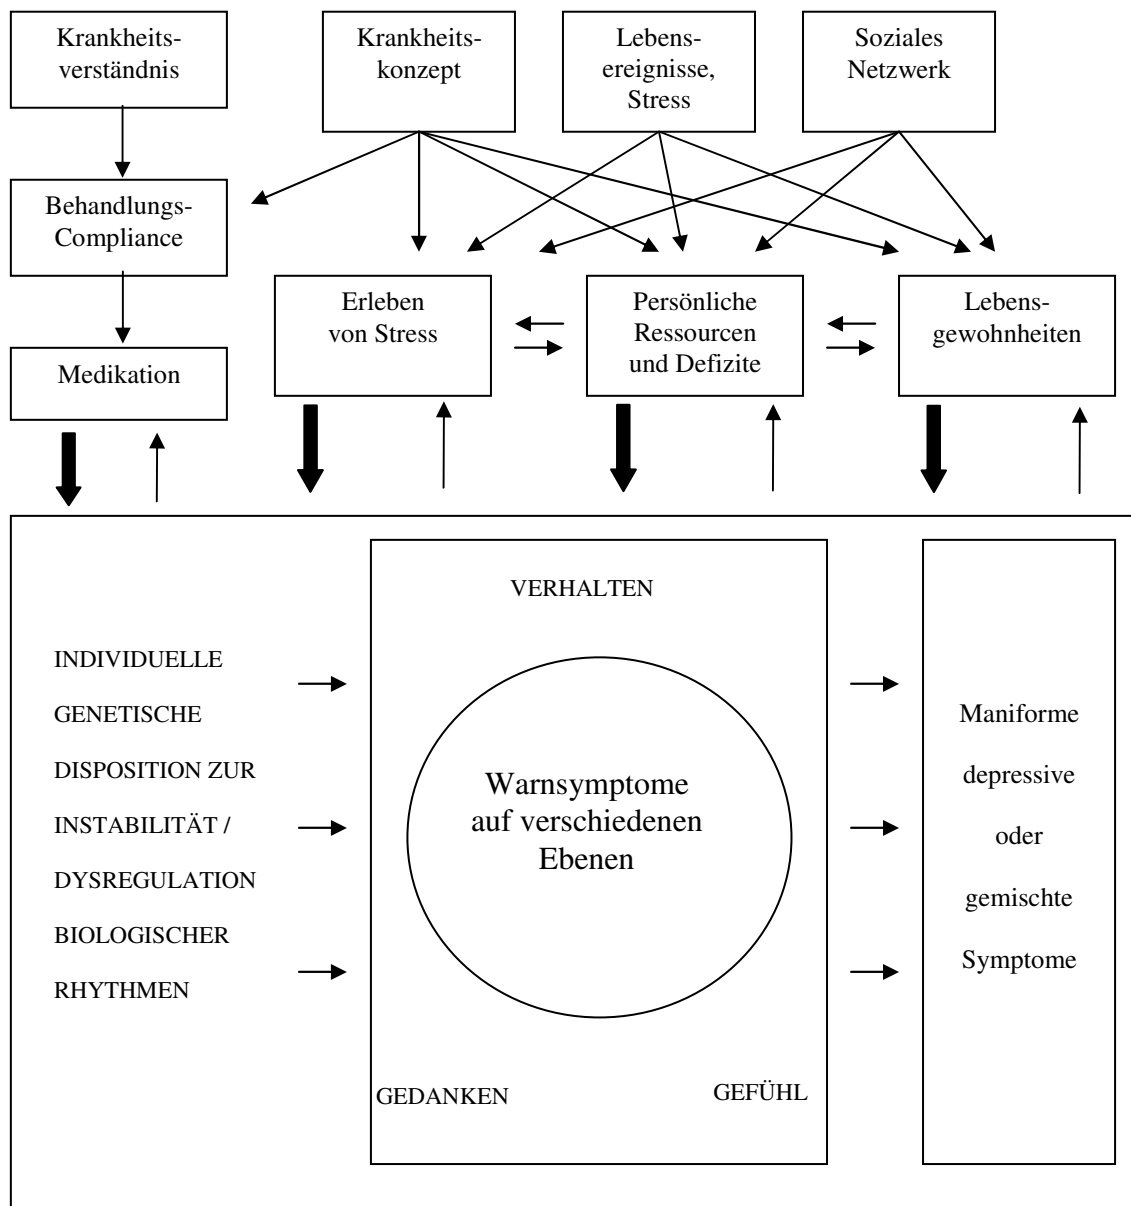 Krankheits-
verständnis
Krankheits-
konzept
Lebens-
ereignisse,
Stress
Soziales
Netzwerk
Behandlungs-
Compliance
Medikation
Erleben
von Stress
Persönliche
Ressourcen
und Defizite
Lebens-
gewohnheiten
INDIVIDUELLE
GENETISCHE
DISPOSITION ZUR
INSTABILITÄT /
DYSREGULATION
BIOLOGISCHER
RHYTHMEN
VERHALTEN
Warnsymptome
auf verschiedenen
Ebenen
GEDANKEN
GEFÜHL
Maniforme
depressive
oder
gemischte
Symptome